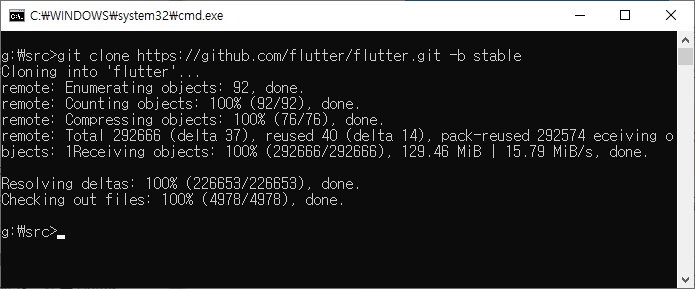 C:₩WINDOWS₩system32₩cmd.exe
g:₩src>git clone https://github.com/flutter/flutter.git -b stable
Cloning into 'flutter'...
remote: Enumerating objects: 92, done.
remote: Counting objects: 100% (92/92), done.
remote: Compressing objects: 100% (76/76), done.
remote: Total 292666 (delta 37), reused 40 (delta 14), pack-reused 292574 eceiving o
bjects: 1Receiving objects: 100% (292666/292666), 129.46 MiB | 15.79 MiB/s, done.
Resolving deltas: 100% (226653/226653), done.
Checking out files: 100% (4978/4978), done.
g:₩src>